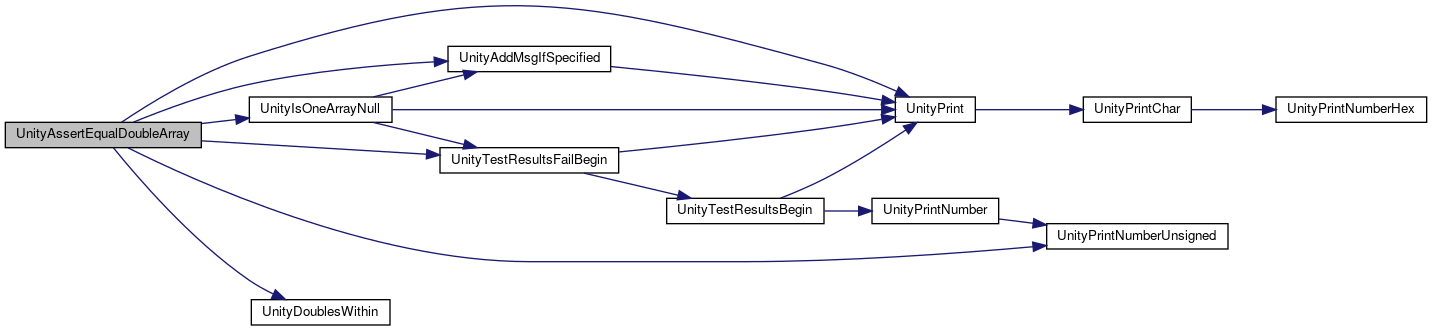 UnityAssertEqualDoubleArray
UnityAddMsgIfSpecified
UnityIsOneArrayNull
UnityPrint
UnityPrintChar
UnityPrintNumberHex
UnityTestResultsFailBegin
UnityTestResultsBegin
UnityPrintNumber
UnityPrintNumberUnsigned
UnityDoublesWithin